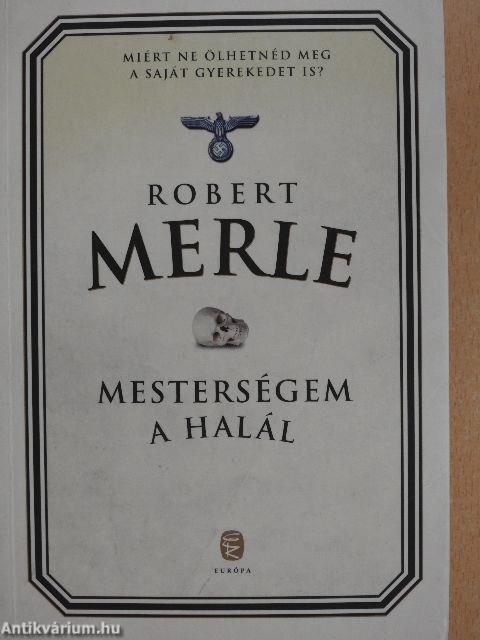 MIÉRT NE ÖLHETNÉD MEG
A SAJÁT GYEREKEDET IS?
ROBERT
MERLE
MESTERSÉGEM
A HALÁL
EURÓPA
Antikvárium.hu